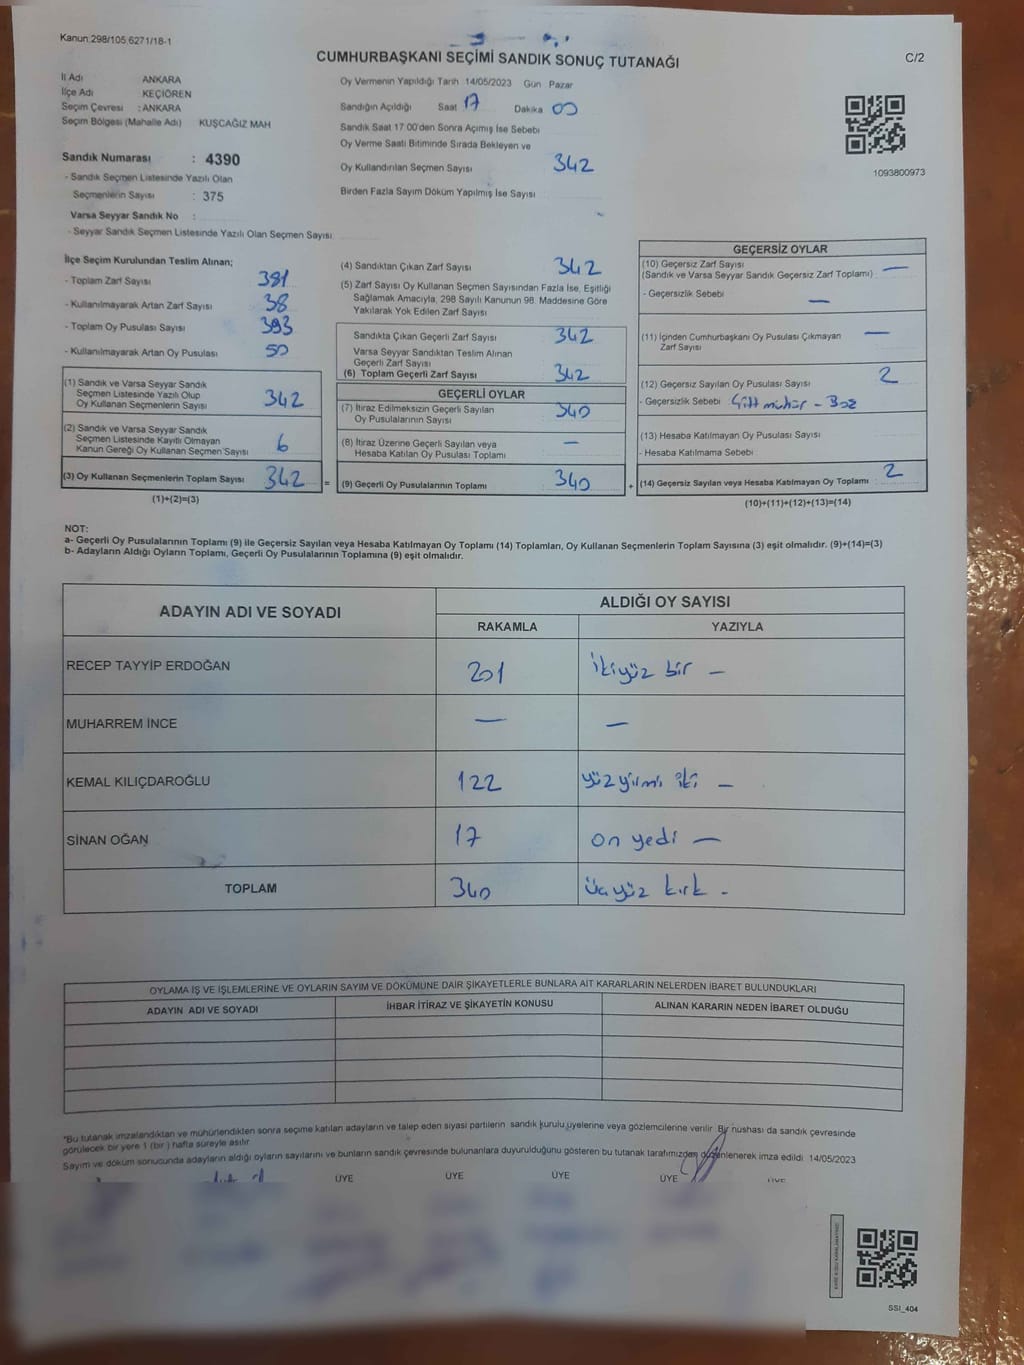 Kanun:298/105,6271/18-1
CUMHURBAŞKANI SEÇİMİ SANDIK SONUÇ TUTANAĞI
C/2
İl Adı ANKARA
İlçe Adı KEÇİÖREN
Seçim Çevresi : ANKARA
Seçim Bölgesi (Mahalle Adı) KUŞCAĞIZ MAH
Oy Vermenin Yapıldığı Tarih 14/05/2023 Gün Pazar
Sandığın Açıldığı Saat 17 Dakika 00
Sandık Saat 17:00'den Sonra Açımış İse Sebebi
Oy Verme Saati Bitiminde Sırada Bekleyen ve
Oy Kullandırılan Seçmen Sayısı 342
Birden Fazla Sayım Döküm Yapılmış İse Sayısı
1093800973
Sandık Numarası : 4390
- Sandık Seçmen Listesinde Yazılı Olan
Seçmenlerin Sayısı : 375
Varsa Seyyar Sandık No :
- Seyyar Sandık Seçmen Listesinde Yazılı Olan Seçmen Sayısı:
İlçe Seçim Kurulundan Teslim Alınan;
- Toplam Zarf Sayısı 381
- Kullanılmayarak Artan Zarf Sayısı 38
- Toplam Oy Pusulası Sayısı 393
- Kullanılmayarak Artan Oy Pusulası 50
(1) Sandık ve Varsa Seyyar Sandık
Seçmen Listesinde Yazılı Olup
Oy Kullanan Seçmenlerin Sayısı 342
(2) Sandık ve Varsa Seyyar Sandık
Seçmen Listesinde Kayıtlı Olmayan
Kanun Gereği Oy Kullanan Seçmen Sayısı 6
(3) Oy Kullanan Seçmenlerin Toplam Sayısı 342 =
(1)+(2)=(3)
(4) Sandıktan Çıkan Zarf Sayısı 342
(5) Zarf Sayısı Oy Kullanan Seçmen Sayısından Fazla İse, Eşitliği
Sağlamak Amacıyla, 298 Sayılı Kanunun 98. Maddesine Göre
Yakılarak Yok Edilen Zarf Sayısı
Sandıkta Çıkan Geçerli Zarf Sayısı 342
Varsa Seyyar Sandıktan Teslim Alınan
Geçerli Zarf Sayısı
(6) Toplam Geçerli Zarf Sayısı 342
GEÇERLİ OYLAR
(7) İtiraz Edilmeksizin Geçerli Sayılan
Oy Pusulalarının Sayısı 340
(8) İtiraz Üzerine Geçerli Sayılan veya
Hesaba Katılan Oy Pusulası Toplamı —
(9) Geçerli Oy Pusulalarının Toplamı 340 +
GEÇERSİZ OYLAR
(10) Geçersiz Zarf Sayısı
(Sandık ve Varsa Seyyar Sandık Geçersiz Zarf Toplamı) : —
- Geçersizlik Sebebi —
(11) İçinden Cumhurbaşkanı Oy Pusulası Çıkmayan
Zarf Sayısı —
(12) Geçersiz Sayılan Oy Pusulası Sayısı 2
- Geçersizlik Sebebi Çift mühür -
(13) Hesaba Katılmayan Oy Pusulası Sayısı
- Hesaba Katılmama Sebebi
(14) Geçersiz Sayılan veya Hesaba Katılmayan Oy Toplamı 2
(10)+(11)+(12)+(13)=(14)
NOT:
a- Geçerli Oy Pusulalarının Toplamı (9) ile Geçersiz Sayılan veya Hesaba Katılmayan Oy Toplamı (14) Toplamları, Oy Kullanan Seçmenlerin Toplam Sayısına (3) eşit olmalıdır. (9)+(14)=(3)
b- Adayların Aldığı Oyların Toplamı, Geçerli Oy Pusulalarının Toplamına (9) eşit olmalıdır.
ADAYIN ADI VE SOYADI ALDIĞI OY SAYISI
RAKAMLA YAZIYLA
RECEP TAYYİP ERDOĞAN 201 ikiyüz bir —
MUHARREM İNCE — —
KEMAL KILIÇDAROĞLU 122 yüzyirmi iki —
SİNAN OĞAN 17 on yedi —
TOPLAM 340 üçyüz kırk -
OYLAMA İŞ VE İŞLEMLERİNE VE OYLARIN SAYIM VE DÖKÜMÜNE DAİR ŞİKAYETLERLE BUNLARA AİT KARARLARIN NELERDEN İBARET BULUNDUKLARI
ADAYIN ADI VE SOYADI İHBAR İTİRAZ VE ŞİKAYETİN KONUSU ALINAN KARARIN NEDEN İBARET OLDUĞU
*Bu tutanak imzalandıktan ve mühürlendikten sonra seçime katılan adayların ve talep eden siyasi partilerin sandık kurulu üyelerine veya gözlemcilerine verilir. Bir nüshası da sandık çevresinde
görülecek bir yere 1 (bir ) hafta süreyle asılır.
Sayım ve döküm sonucunda adayların aldığı oyların sayılarını ve bunların sandık çevresinde bulunanlara duyurulduğunu gösteren bu tutanak tarafımızdan düzenlenerek imza edildi 14/05/2023
ÜYE ÜYE ÜYE ÜYE ÜYE
SSI_404